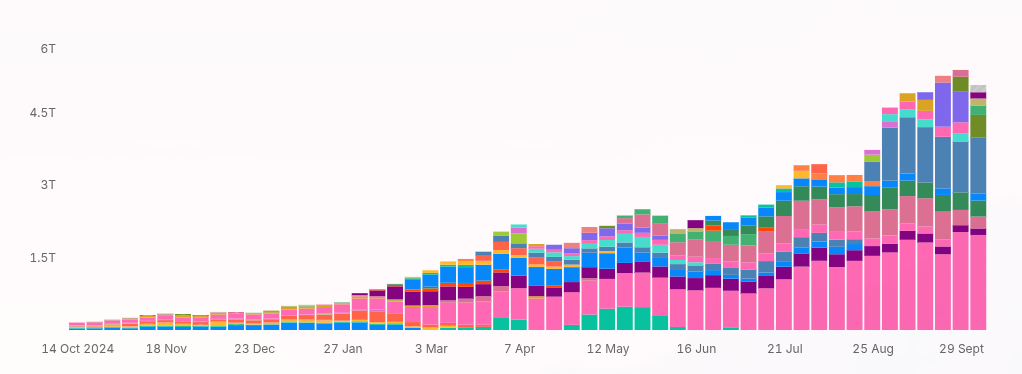 6T
4.5T
3T
1.5T
14 Oct 2024 18 Nov 23 Dec 27 Jan 3 Mar 7 Apr 12 May 16 Jun 21 Jul 25 Aug 29 Sept